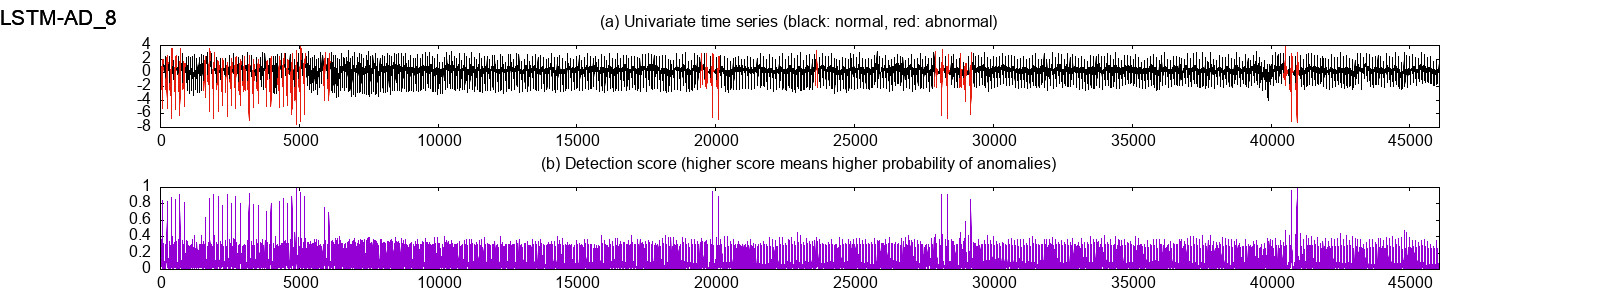 LSTM-AD_8
(a) Univariate time series (black: normal, red: abnormal)
4
2
0
-2
-4
-6
-8
0 5000 10000 15000 20000 25000 30000 35000 40000 45000
(b) Detection score (higher score means higher probability of anomalies)
1
0.8
0.6
0.4
0.2
0
0 5000 10000 15000 20000 25000 30000 35000 40000 45000